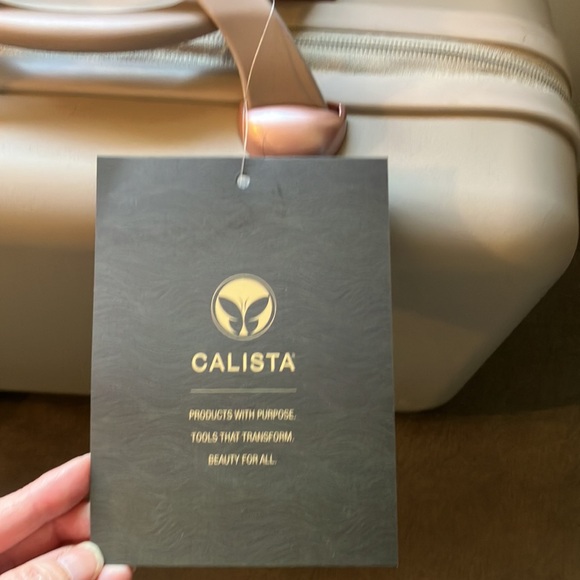 CALISTA®
PRODUCTS WITH PURPOSE.
TOOLS THAT TRANSFORM.
BEAUTY FOR ALL.